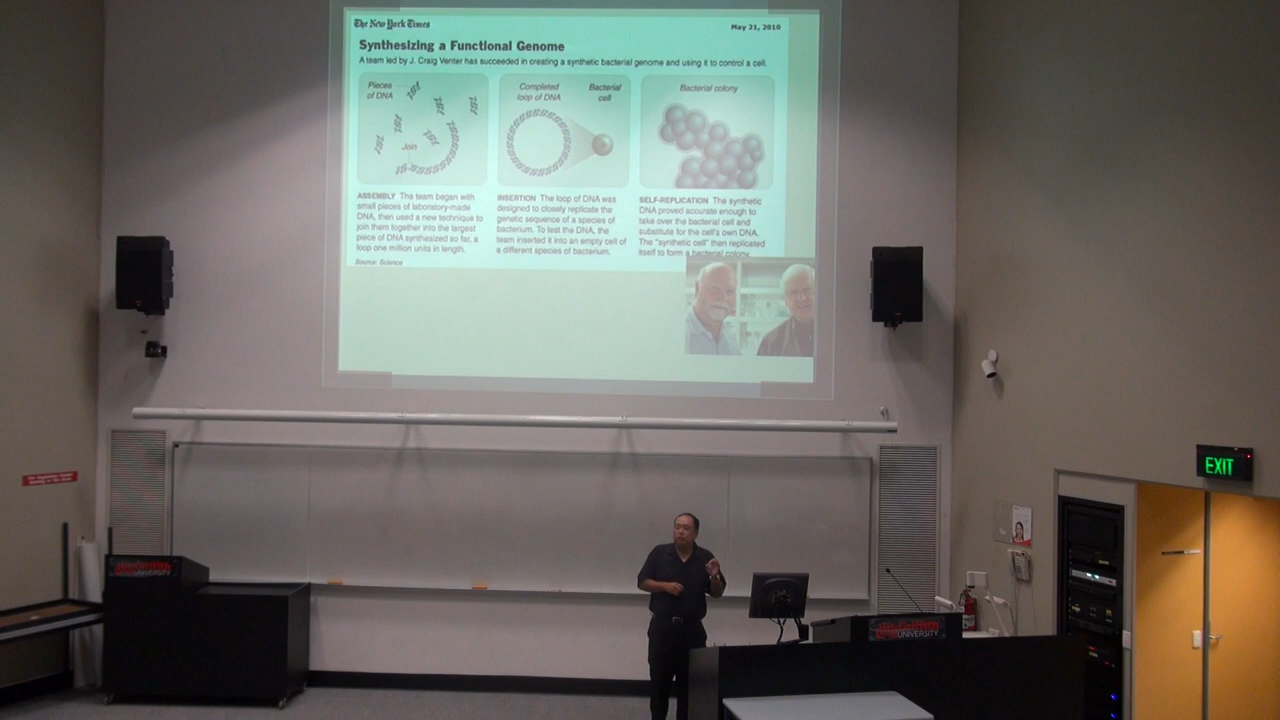 The New York Times
May 21, 2010
Synthesizing a Functional Genome
A team led by J. Craig Venter has succeeded in creating a synthetic bacterial genome and using it to control a cell.
Pieces
of DNA
Join
Completed
loop of DNA
Bacterial
cell
Bacterial colony
ASSEMBLY The team began with
small pieces of laboratory-made
DNA, then used a new technique to
join them together into the largest
piece of DNA synthesized so far, a
loop one million units in length.
INSERTION The loop of DNA was
designed to closely replicate the
genetic sequence of a species of
bacterium. To test the DNA, the
team inserted it into an empty cell of
a different species of bacterium.
SELF-REPLICATION The synthetic
DNA proved accurate enough to
take over the bacterial cell and
substitute for the cell's own DNA.
The "synthetic cell" then replicated
itself to form a bacterial colony.
Source: Science
EXIT
Griffith
UNIVERSITY
Griffith
UNIVERSITY